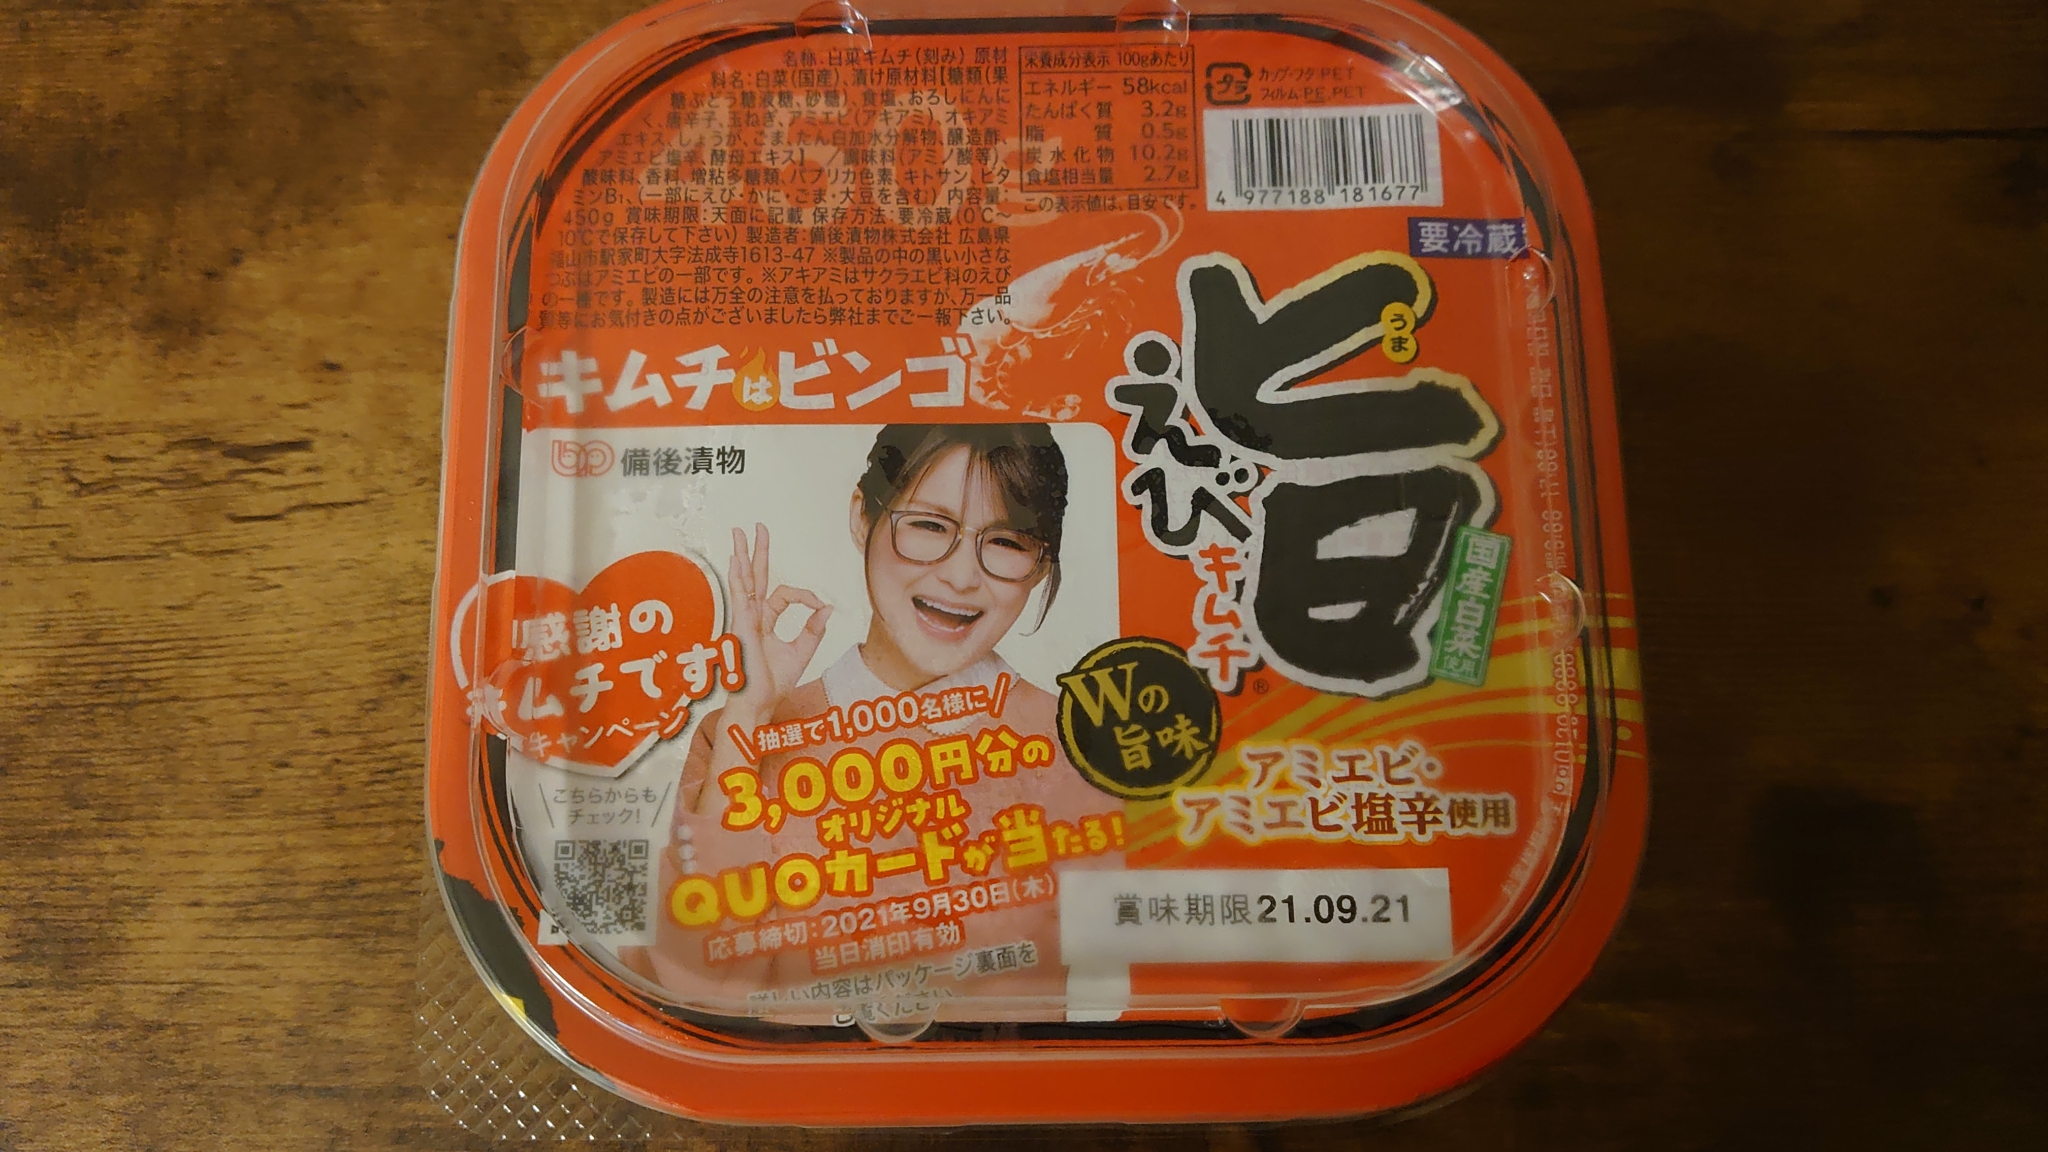 名称:白菜キムチ(刻み) 原材
料名:白菜(国産)、漬け原材料【糖類(果
糖ぶどう糖液糖、砂糖)、食塩、おろしにんに
く、唐辛子、玉ねぎ、アミエビ(アキアミ)、オキアミ
エキス、しょうが、ごま、たん白加水分解物、醸造酢、
アミエビ塩辛、酵母エキス】 /調味料(アミノ酸等)、
酸味料、香料、増粘多糖類、パプリカ色素、キトサン、ビタ
ミンB₁、(一部にえび・かに・ごま・大豆を含む) 内容量:
450g 賞味期限:天面に記載 保存方法:要冷蔵(0℃~
10℃で保存して下さい) 製造者:備後漬物株式会社 広島県
福山市駅家町大字法成寺1613-47 ※製品の中の黒い小さな
つぶはアミエビの一部です。※アキアミはサクラエビ科のえび
の一種です。製造には万全の注意を払っておりますが、万一品
質等にお気付きの点がございましたら弊社までご一報下さい。
栄養成分表示 100gあたり
エネルギー 58kcal
たんぱく質 3.2g
脂質 0.5g
炭水化物 10.2g
食塩相当量 2.7g
この表示値は、目安です。
プラ
カップ・フタ:PET
フィルム:PE,PET
4 977188 181677
要冷蔵
旨
うま
えび
キムチ
®
国産白菜
使用
キムチはビンゴ
bp 備後漬物
感謝の
キムチです!
キャンペーン
抽選で1,000名様に
3,000円分の
オリジナル
QUOカードが当たる!
応募締切:2021年9月30日(木)
当日消印有効
詳しい内容はパッケージ裏面を
ご覧ください
こちらからも
チェック!
Wの
旨味
アミエビ・
アミエビ塩辛使用
賞味期限21.09.21